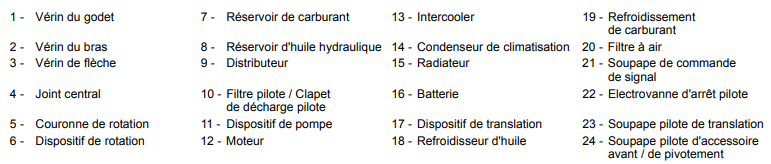 1 - Vérin du godet
2 - Vérin du bras
3 - Vérin de flèche
4 - Joint central
5 - Couronne de rotation
6 - Dispositif de rotation
7 - Réservoir de carburant
8 - Réservoir d'huile hydraulique
9 - Distributeur
10 - Filtre pilote / Clapet
de décharge pilote
11 - Dispositif de pompe
12 - Moteur
13 - Intercooler
14 - Condenseur de climatisation
15 - Radiateur
16 - Batterie
17 - Dispositif de translation
18 - Refroidisseur d'huile
19 - Refroidissement
de carburant
20 - Filtre à air
21 - Soupape de commande
de signal
22 - Electrovanne d'arrêt pilote
23 - Soupape pilote de translation
24 - Soupape pilote d'accessoire
avant / de pivotement